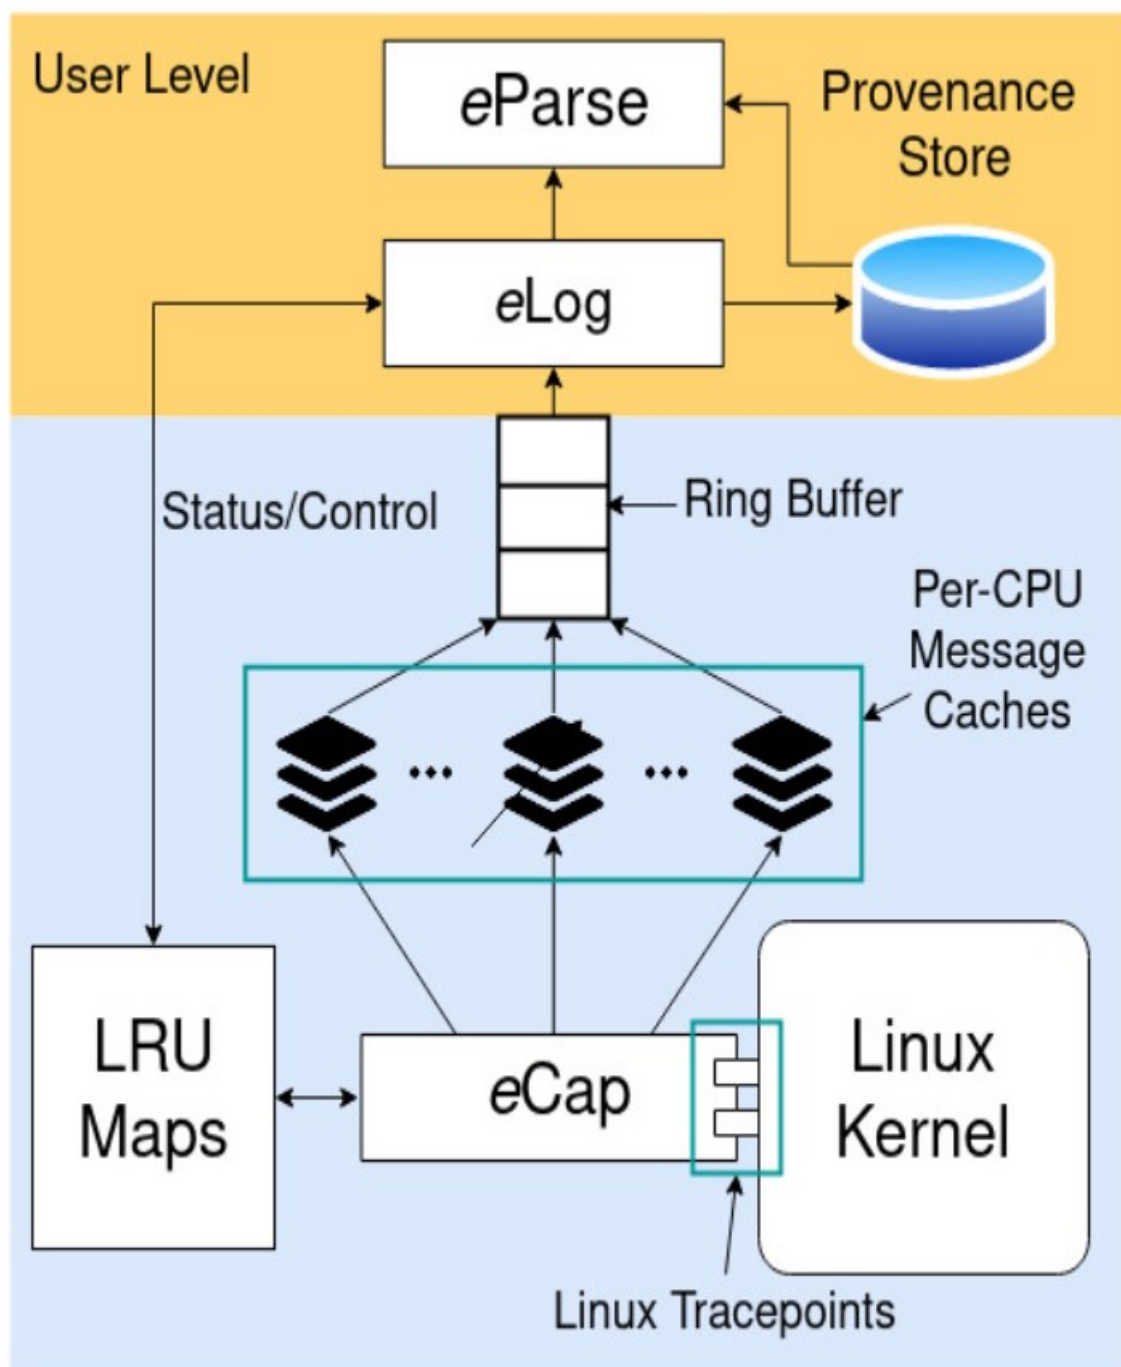 User Level
eParse
Provenance
Store
eLog
Status/Control
Ring Buffer
Per-CPU
Message
Caches
LRU
Maps
eCap
Linux
Kernel
Linux Tracepoints